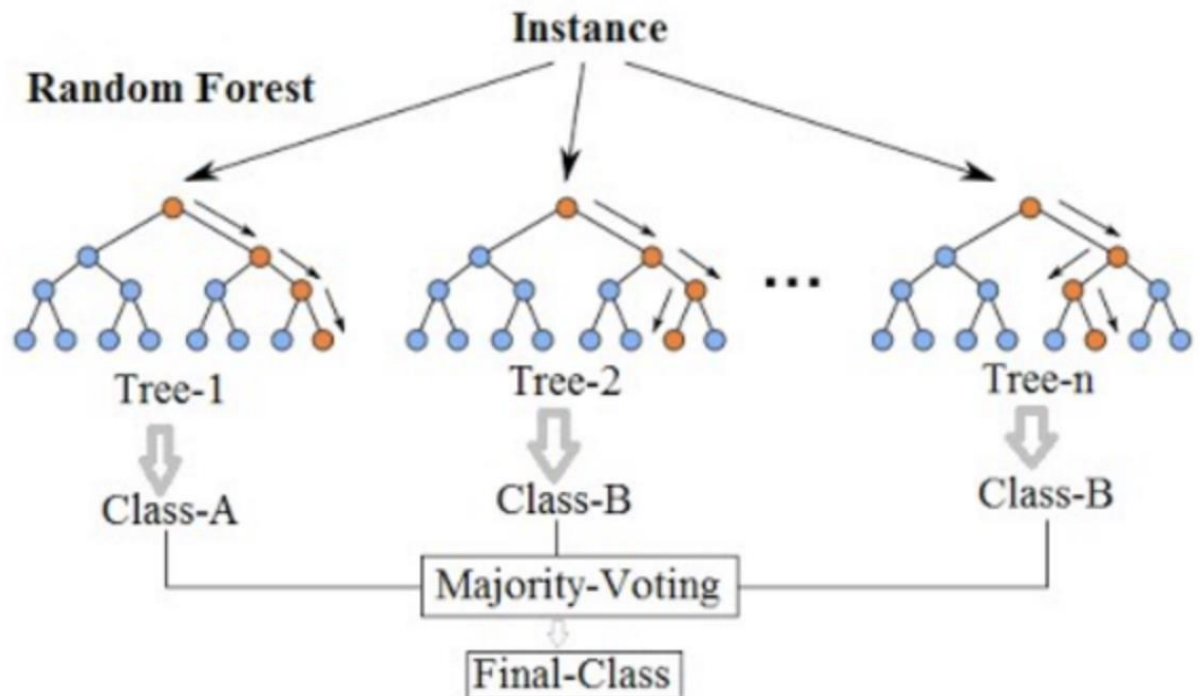 Instance
Random Forest
...
Tree-1
Tree-2
Tree-n
Class-A
Class-B
Class-B
Majority-Voting
Final-Class